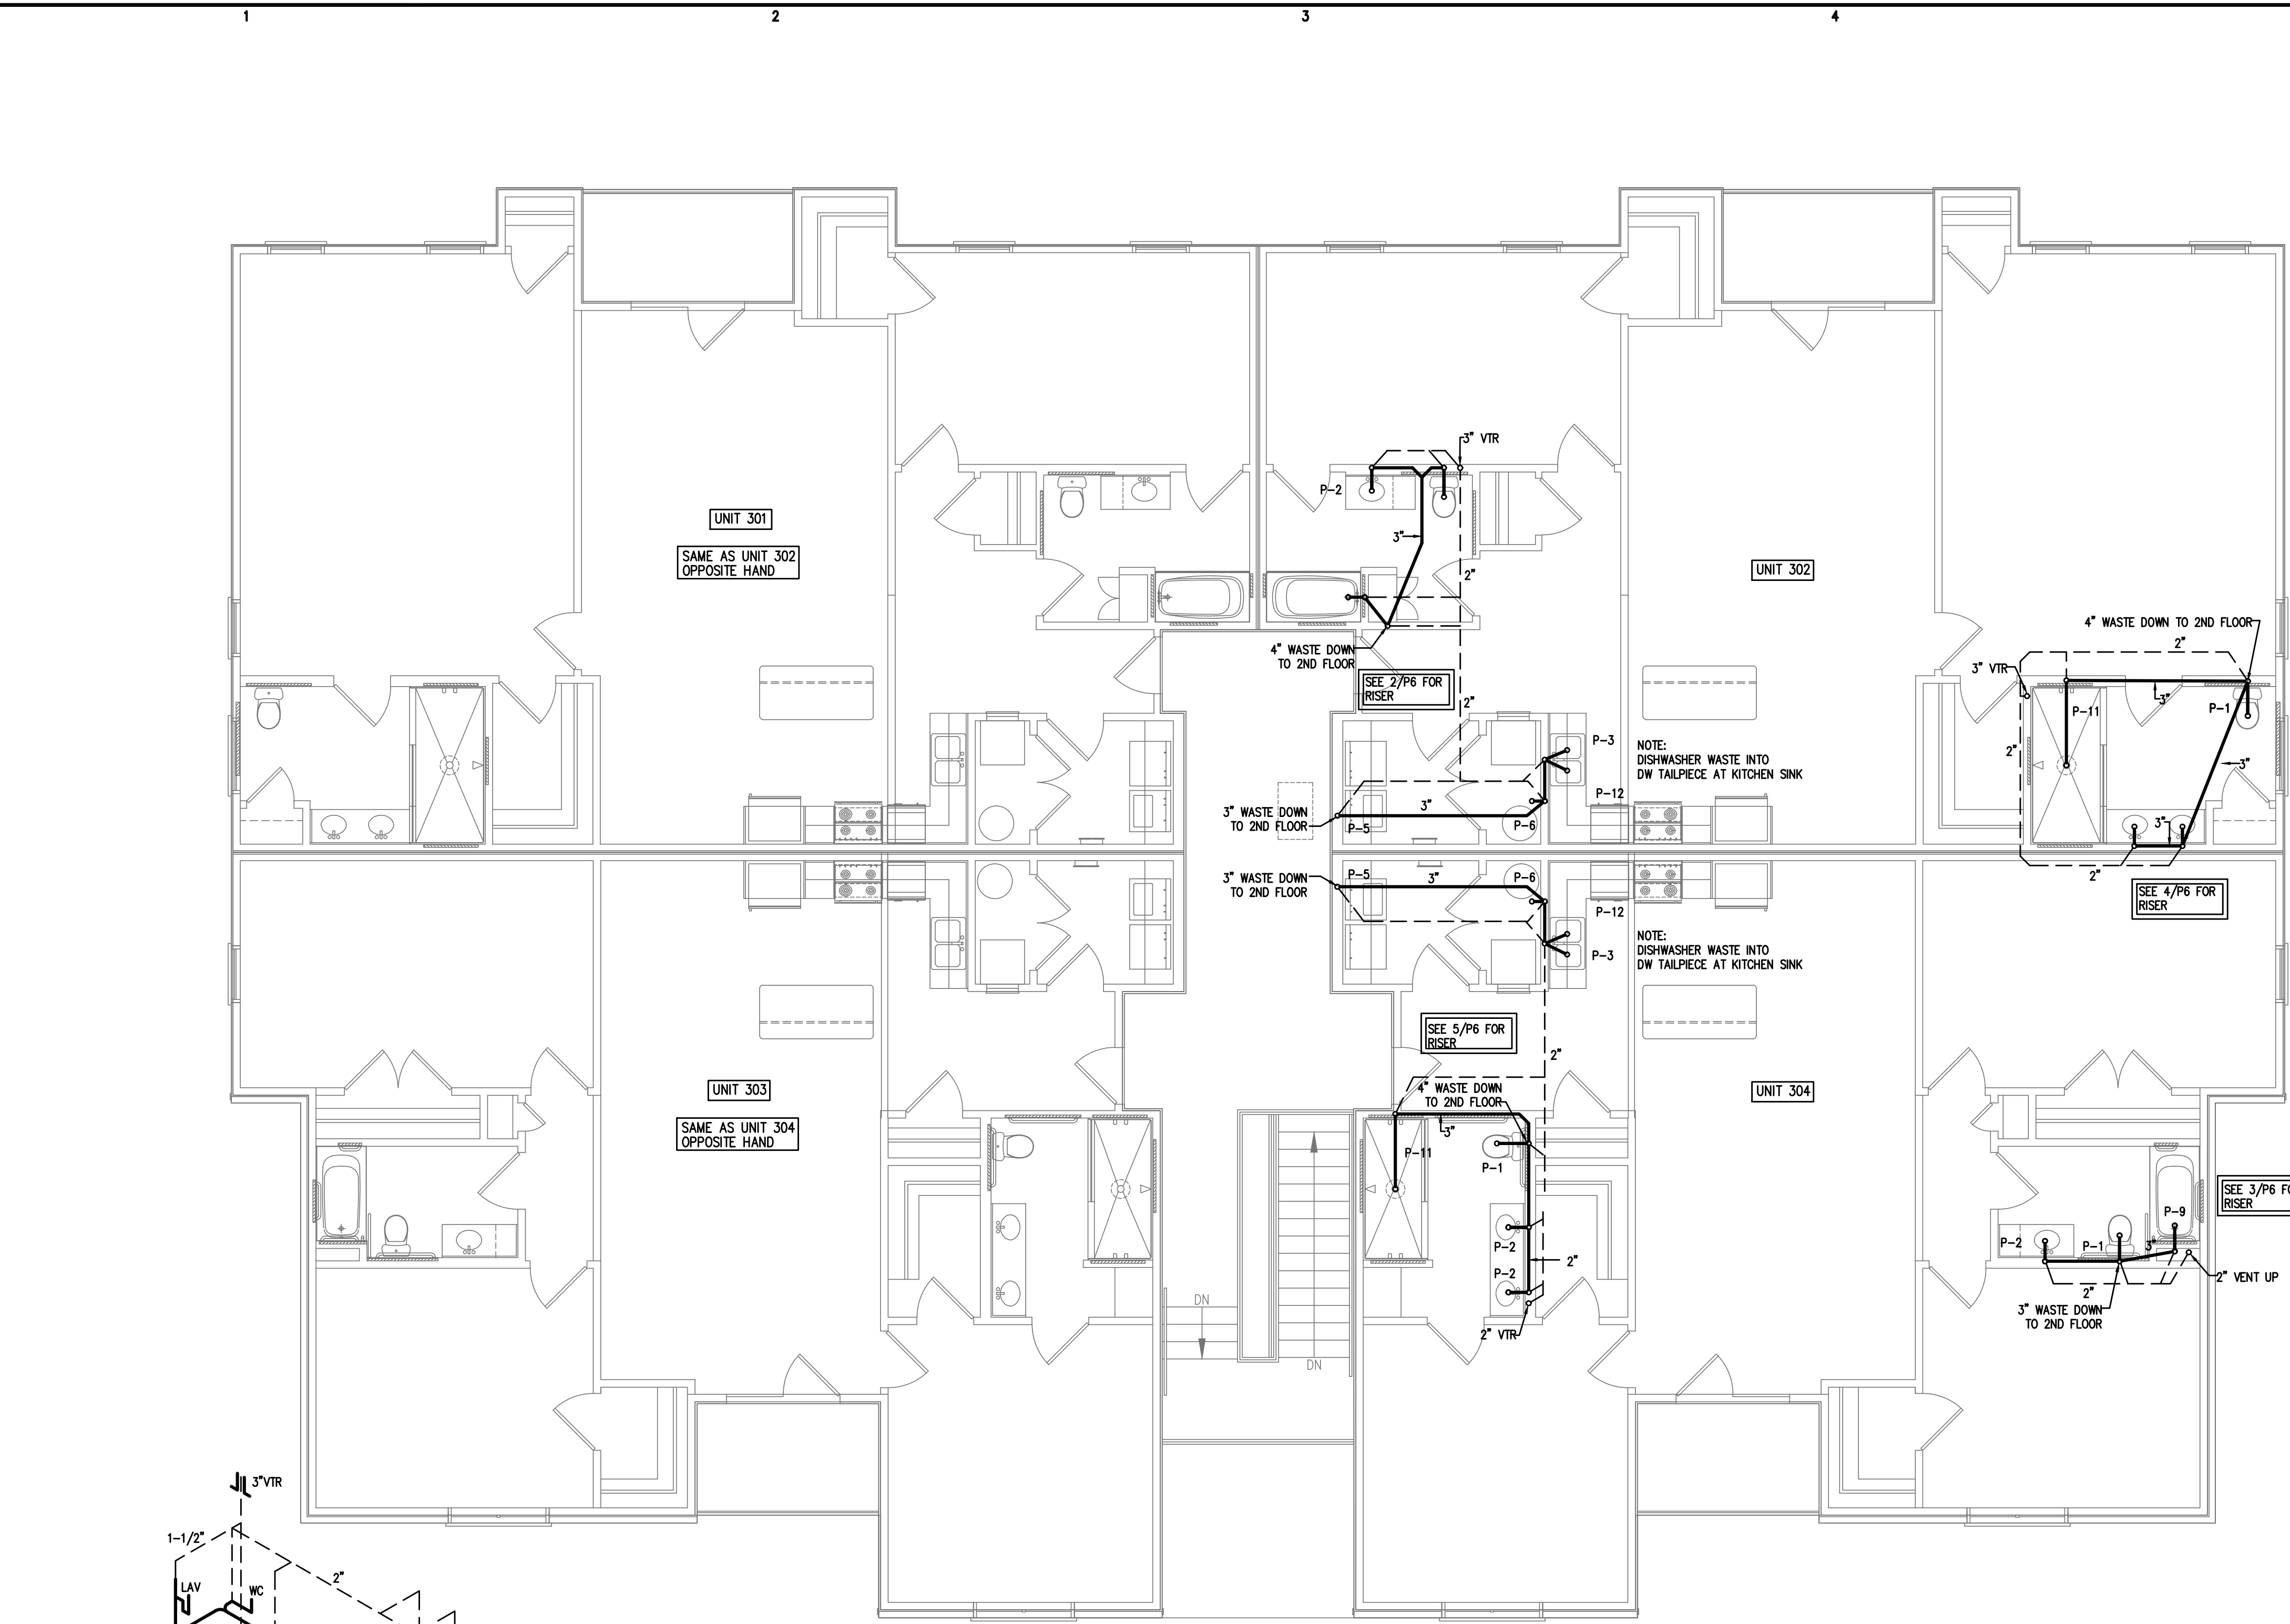 1
2
3
4
3" VTR
P-2
UNIT 301
SAME AS UNIT 302
OPPOSITE HAND
3"
UNIT 302
2"
4" WASTE DOWN TO 2ND FLOOR
2"
4" WASTE DOWN
TO 2ND FLOOR
3" VTR
SEE 2/P6 FOR
RISER
2"
3"
P-11
P-1
P-3
NOTE:
DISHWASHER WASTE INTO
DW TAILPIECE AT KITCHEN SINK
2"
3"
P-12
3"
3" WASTE DOWN
TO 2ND FLOOR
P-5
P-6
3"
3" WASTE DOWN
TO 2ND FLOOR
P-5
3"
P-6
2"
SEE 4/P6 FOR
RISER
P-12
NOTE:
DISHWASHER WASTE INTO
DW TAILPIECE AT KITCHEN SINK
P-3
SEE 5/P6 FOR
RISER
2"
UNIT 303
4" WASTE DOWN
TO 2ND FLOOR
UNIT 304
SAME AS UNIT 304
OPPOSITE HAND
3"
P-11
P-1
SEE 3/P6
RISER
P-9
P-2
P-2
P-1
3"
2"
P-2
2" VENT UP
2"
DN
3" WASTE DOWN
TO 2ND FLOOR
2" VTR
DN
3"VTR
1-1/2"
2"
LAV
WC